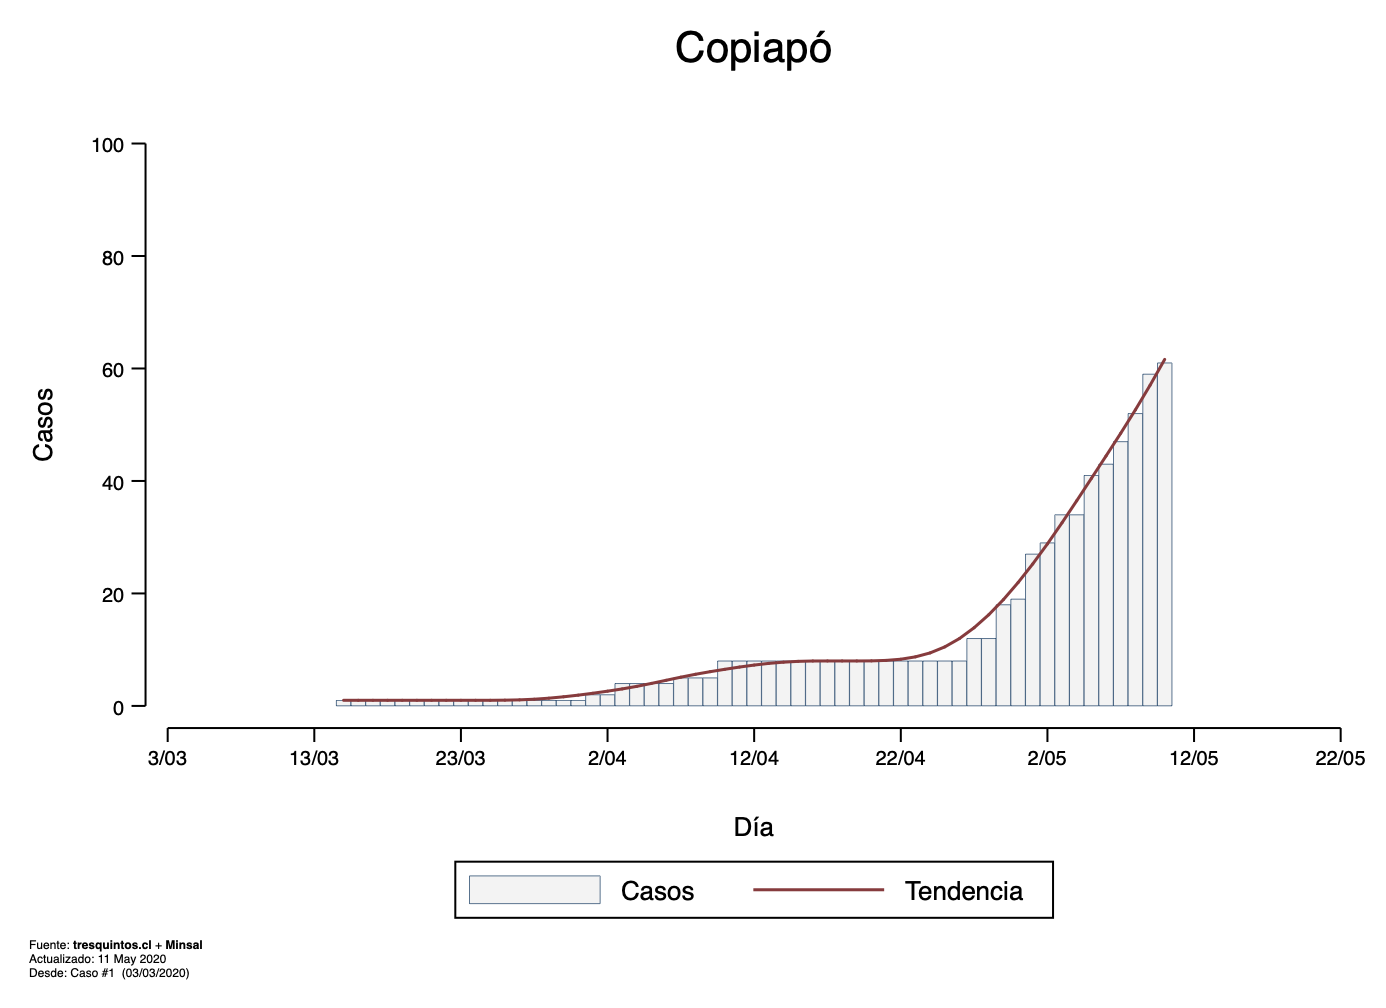 Copiapó
100
80
60
40
20
0
Casos
3/03
13/03
23/03
2/04
12/04
22/04
2/05
12/05
22/05
Día
Casos
Tendencia
Fuente: tresquintos.cl + Minsal
Actualizado: 11 May 2020
Desde: Caso #1 (03/03/2020)